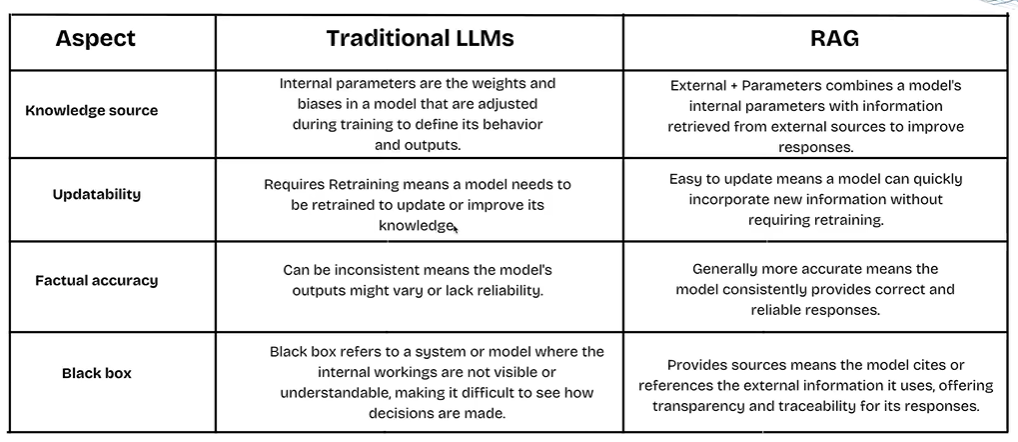 Aspect
Traditional LLMs
RAG
Knowledge source
Internal parameters are the weights and
biases in a model that are adjusted
during training to define its behavior
and outputs.
External + Parameters combines a model's
internal parameters with information
retrieved from external sources to improve
responses.
Updatability
Requires Retraining means a model needs to
be retrained to update or improve its
knowledge.
Easy to update means a model can quickly
incorporate new information without
requiring retraining.
Factual accuracy
Can be inconsistent means the model's
outputs might vary or lack reliability.
Generally more accurate means the
model consistently provides correct and
reliable responses.
Black box
Black box refers to a system or model where the
internal workings are not visible or
understandable, making it difficult to see how
decisions are made.
Provides sources means the model cites or
references the external information it uses, offering
transparency and traceability for its responses.